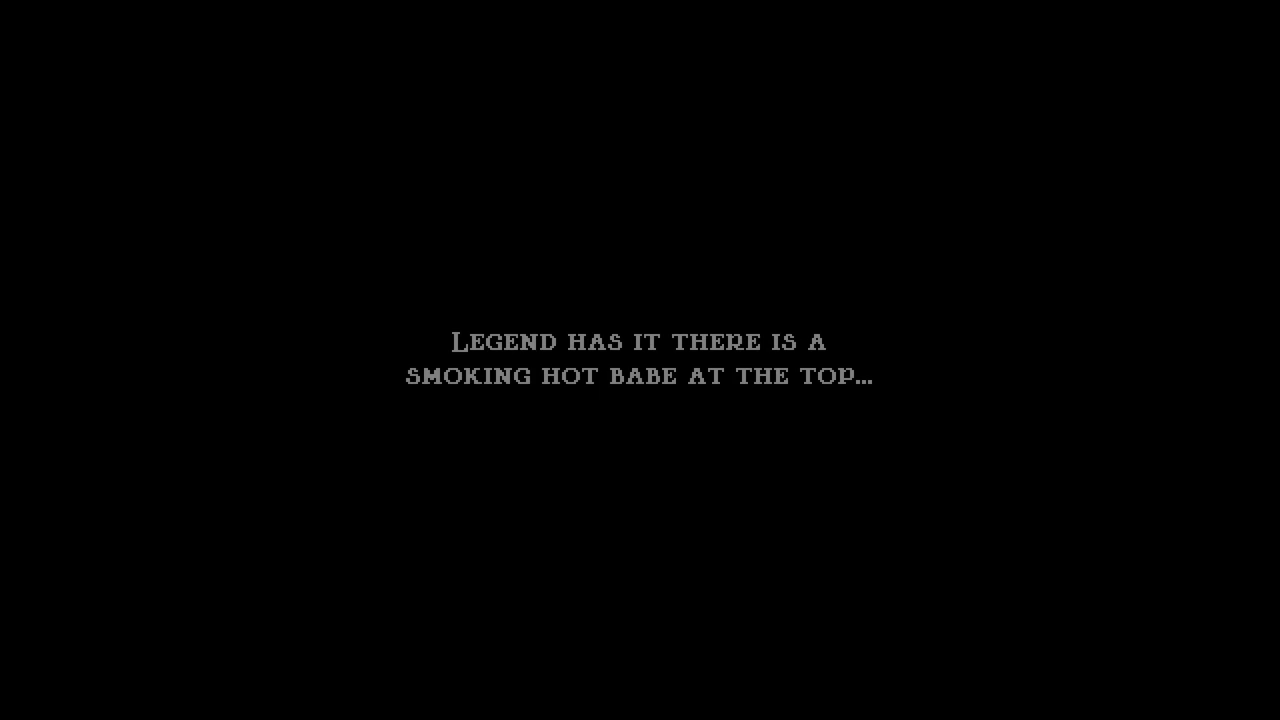 Legend has it there is a
smoking hot babe at the top...